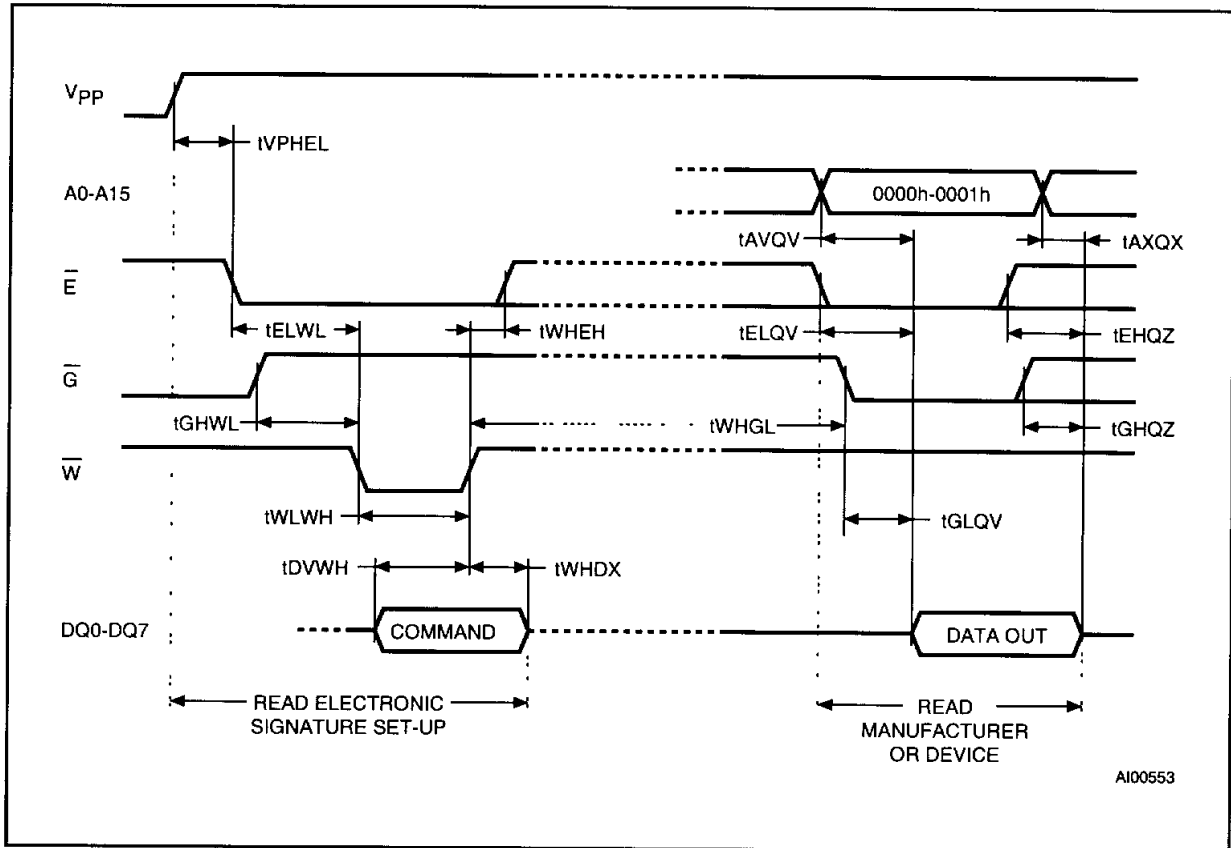 VPP
tVPHEL
A0-A15
0000h-0001h
tAVQV
tAXQX
E
tELWL
tWHEH
tELQV
tEHQZ
G
tGHWL
tWHGL
tGHQZ
W
tWLWH
tGLQV
tDVWH
tWHDX
DQ0-DQ7
COMMAND
DATA OUT
READ ELECTRONIC
SIGNATURE SET-UP
READ
MANUFACTURER
OR DEVICE
AI00553